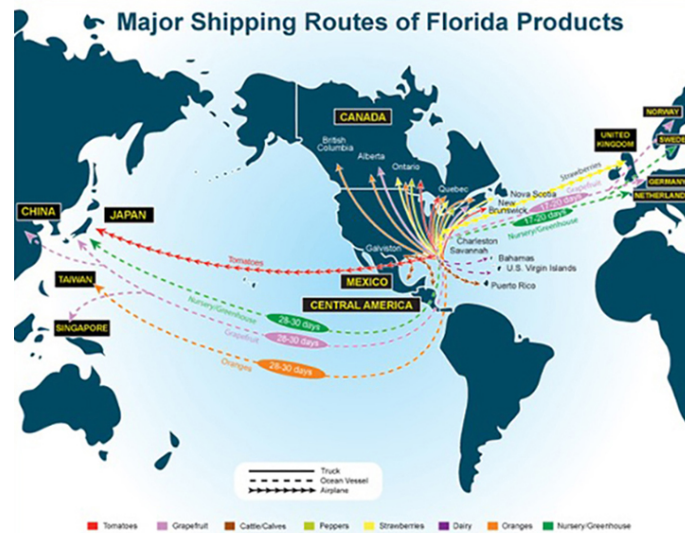 Major Shipping Routes of Florida Products
CANADA
British
Columbia
Alberta
Ontario
Quebec
Nova Scotia
New
Brunswick
UNITED
KINGDOM
NORWAY
SWEDE
GERMANY
NETHERLAND
Strawberries
Grapefruit
17-20 days
17-20 days
Nursery/Greenhouse
CHINA
JAPAN
TAIWAN
SINGAPORE
Tomatoes
Galviston
MEXICO
CENTRAL AMERICA
Charleston
Savannah
Bahamas
U.S. Virgin Islands
Puerto Rico
Nursery/Greenhouse
28-30 days
Grapefruit
28-30 days
Oranges
28-30 days
Truck
Ocean Vessel
Airplane
Tomatoes Grapefruit Cattle/Calves Peppers Strawberries Dairy Oranges Nursery/Greenhouse